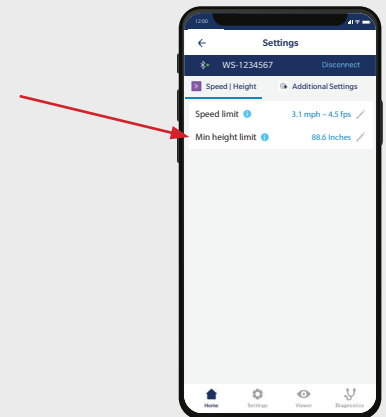 12:00
Settings
WS-1234567 Disconnect
Speed | Height Additional Settings
Speed limit 3.1 mph – 4.5 fps
Min height limit 88.6 Inches
Home Settings Viewer Diagnostics